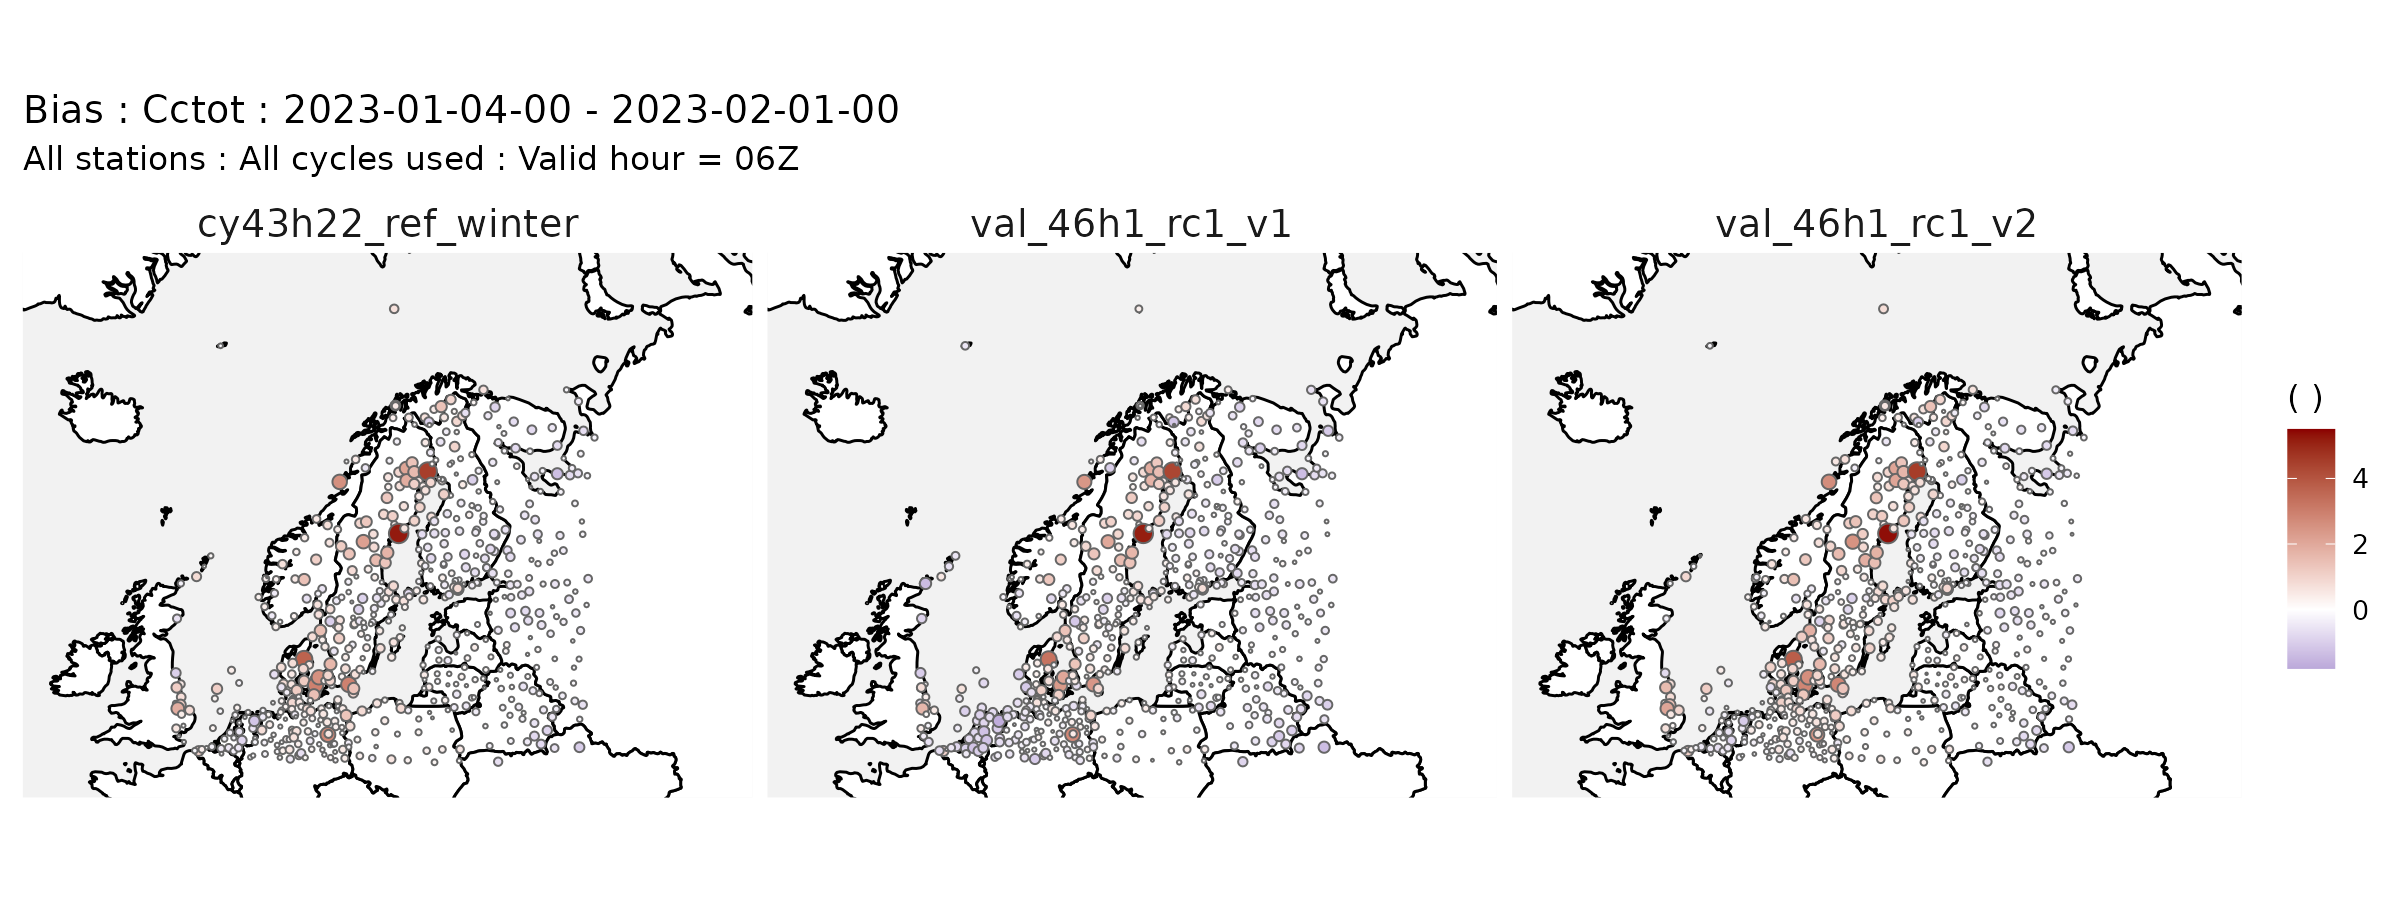 Bias : Cctot : 2023-01-04-00 - 2023-02-01-00
All stations : All cycles used : Valid hour = 06Z
cy43h22_ref_winter
val_46h1_rc1_v1
val_46h1_rc1_v2
( )
4
2
0